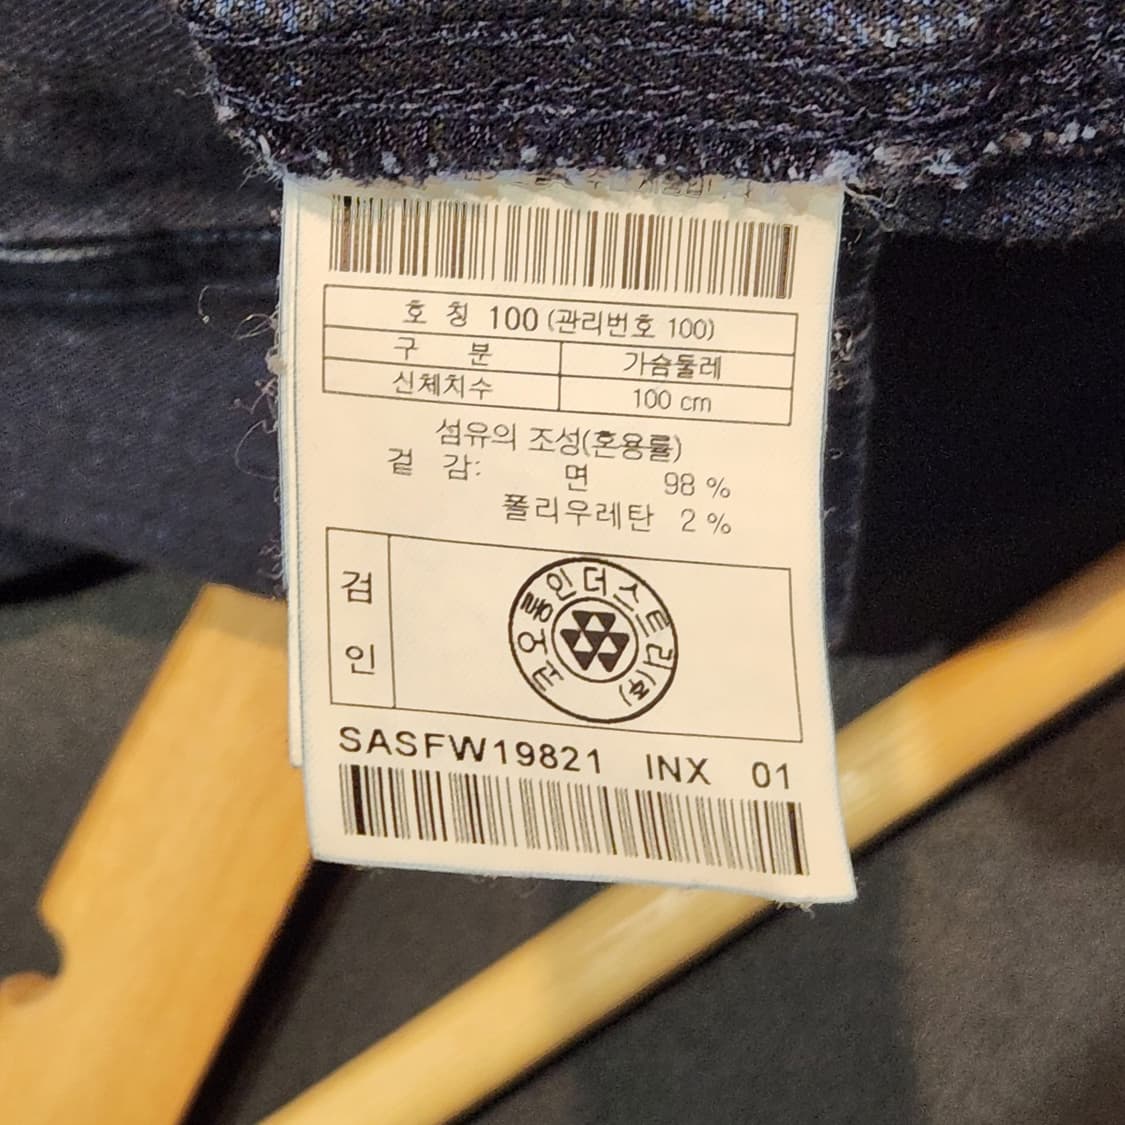 호 칭 100 (관리번호 100)
구 분 가슴둘레
신체치수 100 cm
섬유의 조성(혼용률)
겉 감: 면 98 %
폴리우레탄 2 %
검 인
코오롱인더스트리(주)
SASFW19821 INX 01